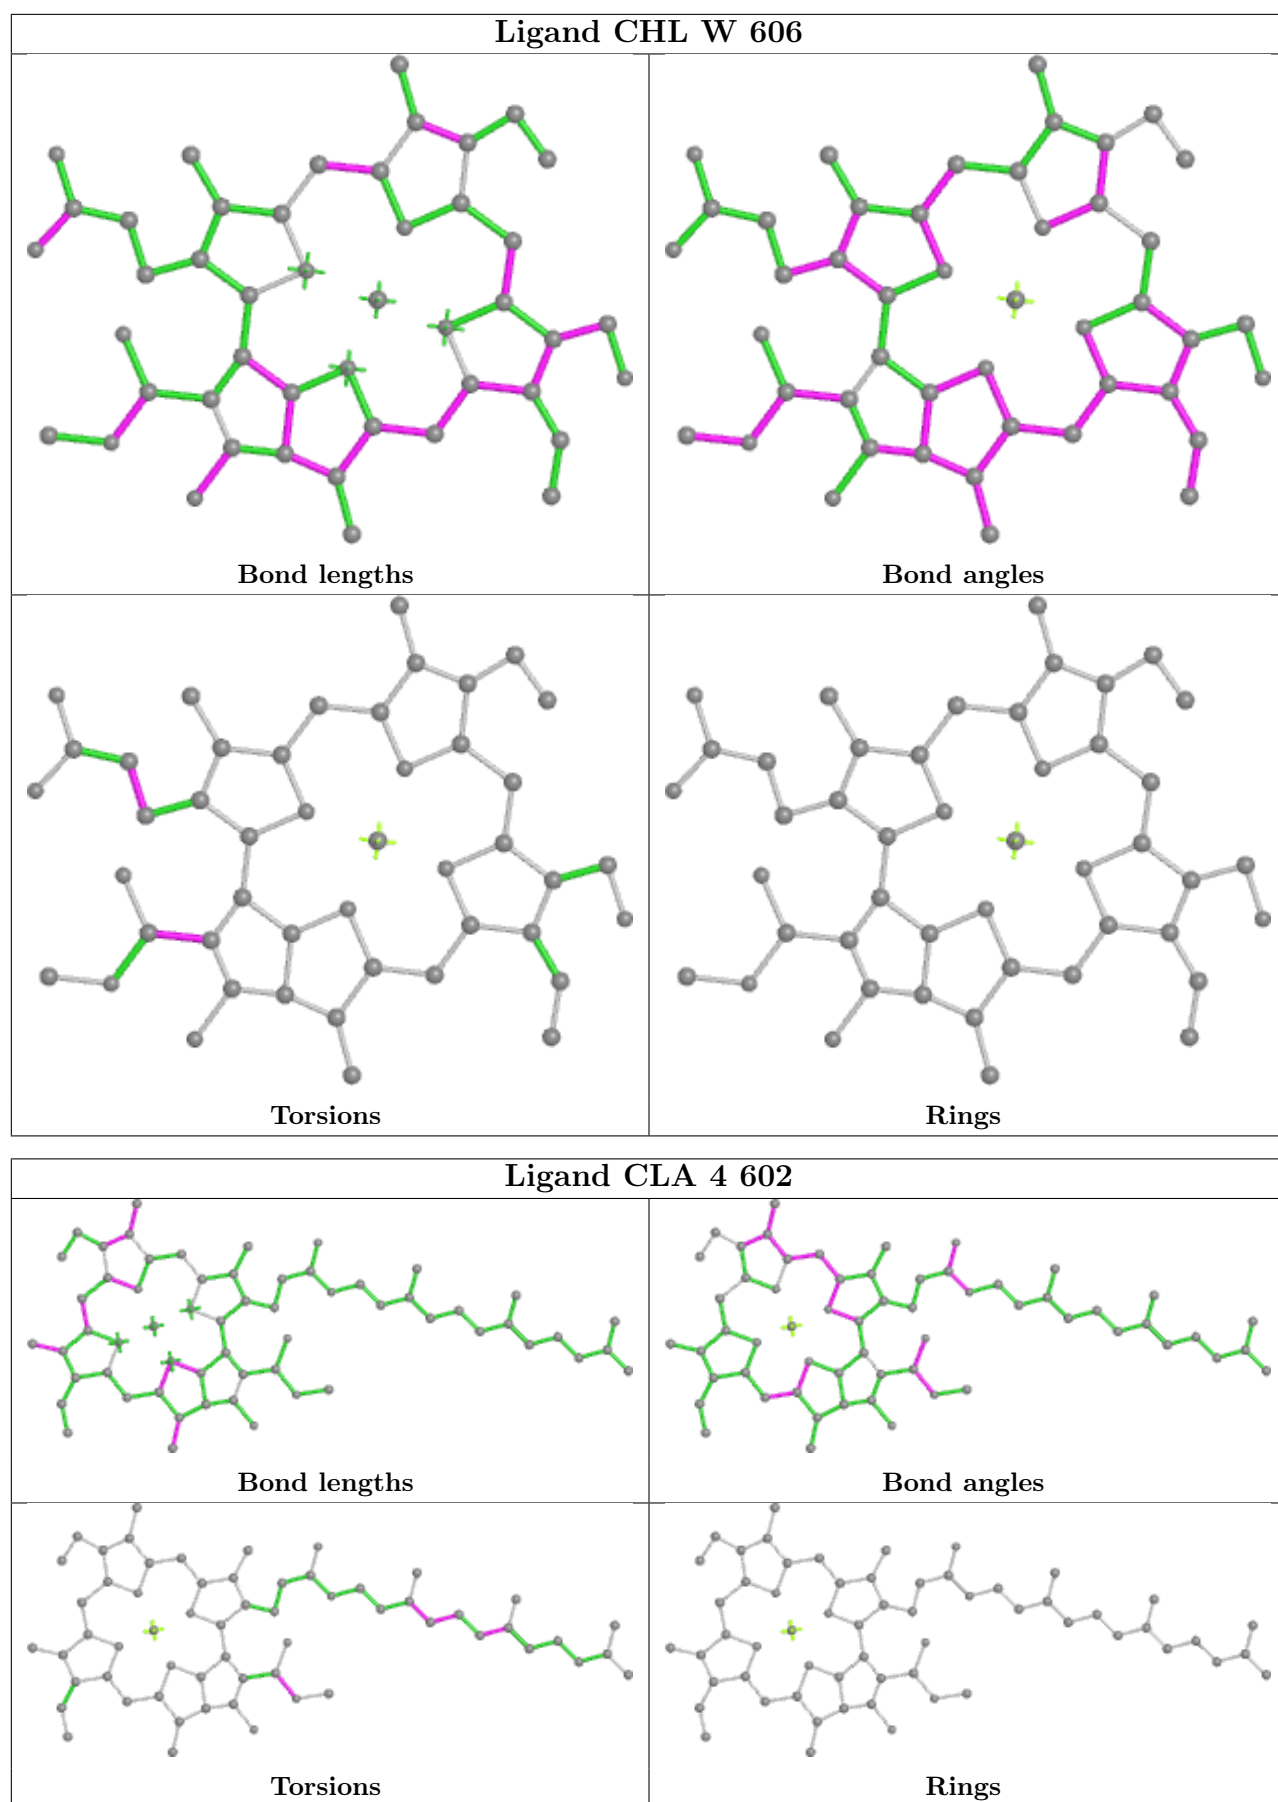 Ligand CHL W 606
Bond lengths
Bond angles
Torsions
Rings
Ligand CLA 4 602
Bond lengths
Bond angles
Torsions
Rings